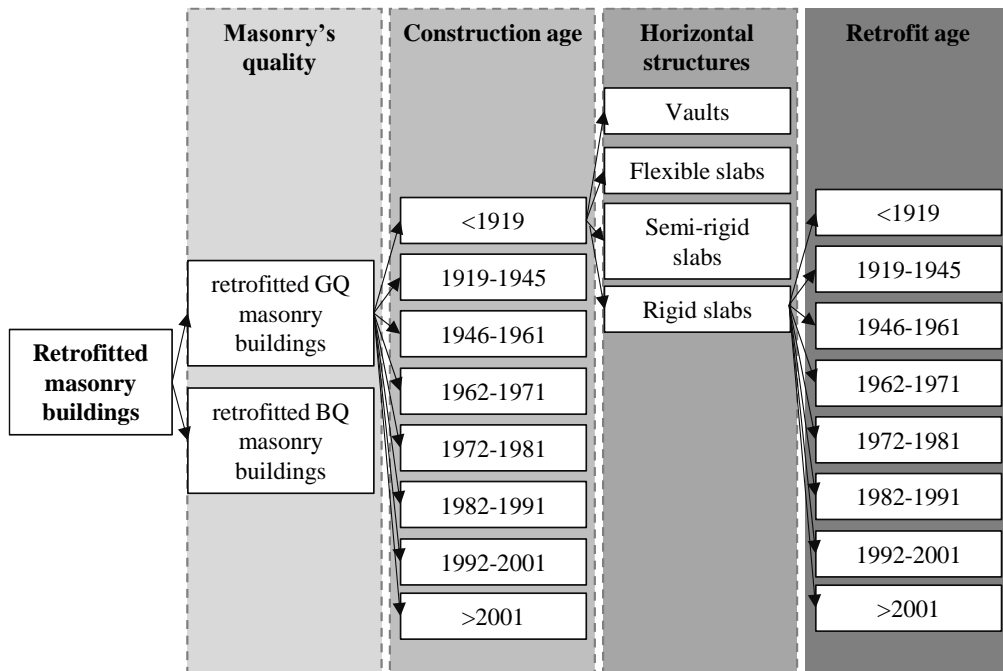 Masonry's
quality
Construction age
Horizontal
structures
Retrofit age
Retrofitted
masonry
buildings
retrofitted GQ
masonry
buildings
retrofitted BQ
masonry
buildings
<1919
1919-1945
1946-1961
1962-1971
1972-1981
1982-1991
1992-2001
>2001
Vaults
Flexible slabs
Semi-rigid
slabs
Rigid slabs
<1919
1919-1945
1946-1961
1962-1971
1972-1981
1982-1991
1992-2001
>2001